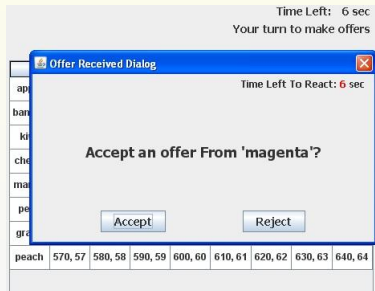 Time Left: 6 sec
Your turn to make offers
Offer Received Dialog
Time Left To React: 6 sec
Accept an offer From 'magenta'?
Accept Reject
peach 570, 57 580, 58 590, 59 600, 60 610, 61 620, 62 630, 63 640, 64